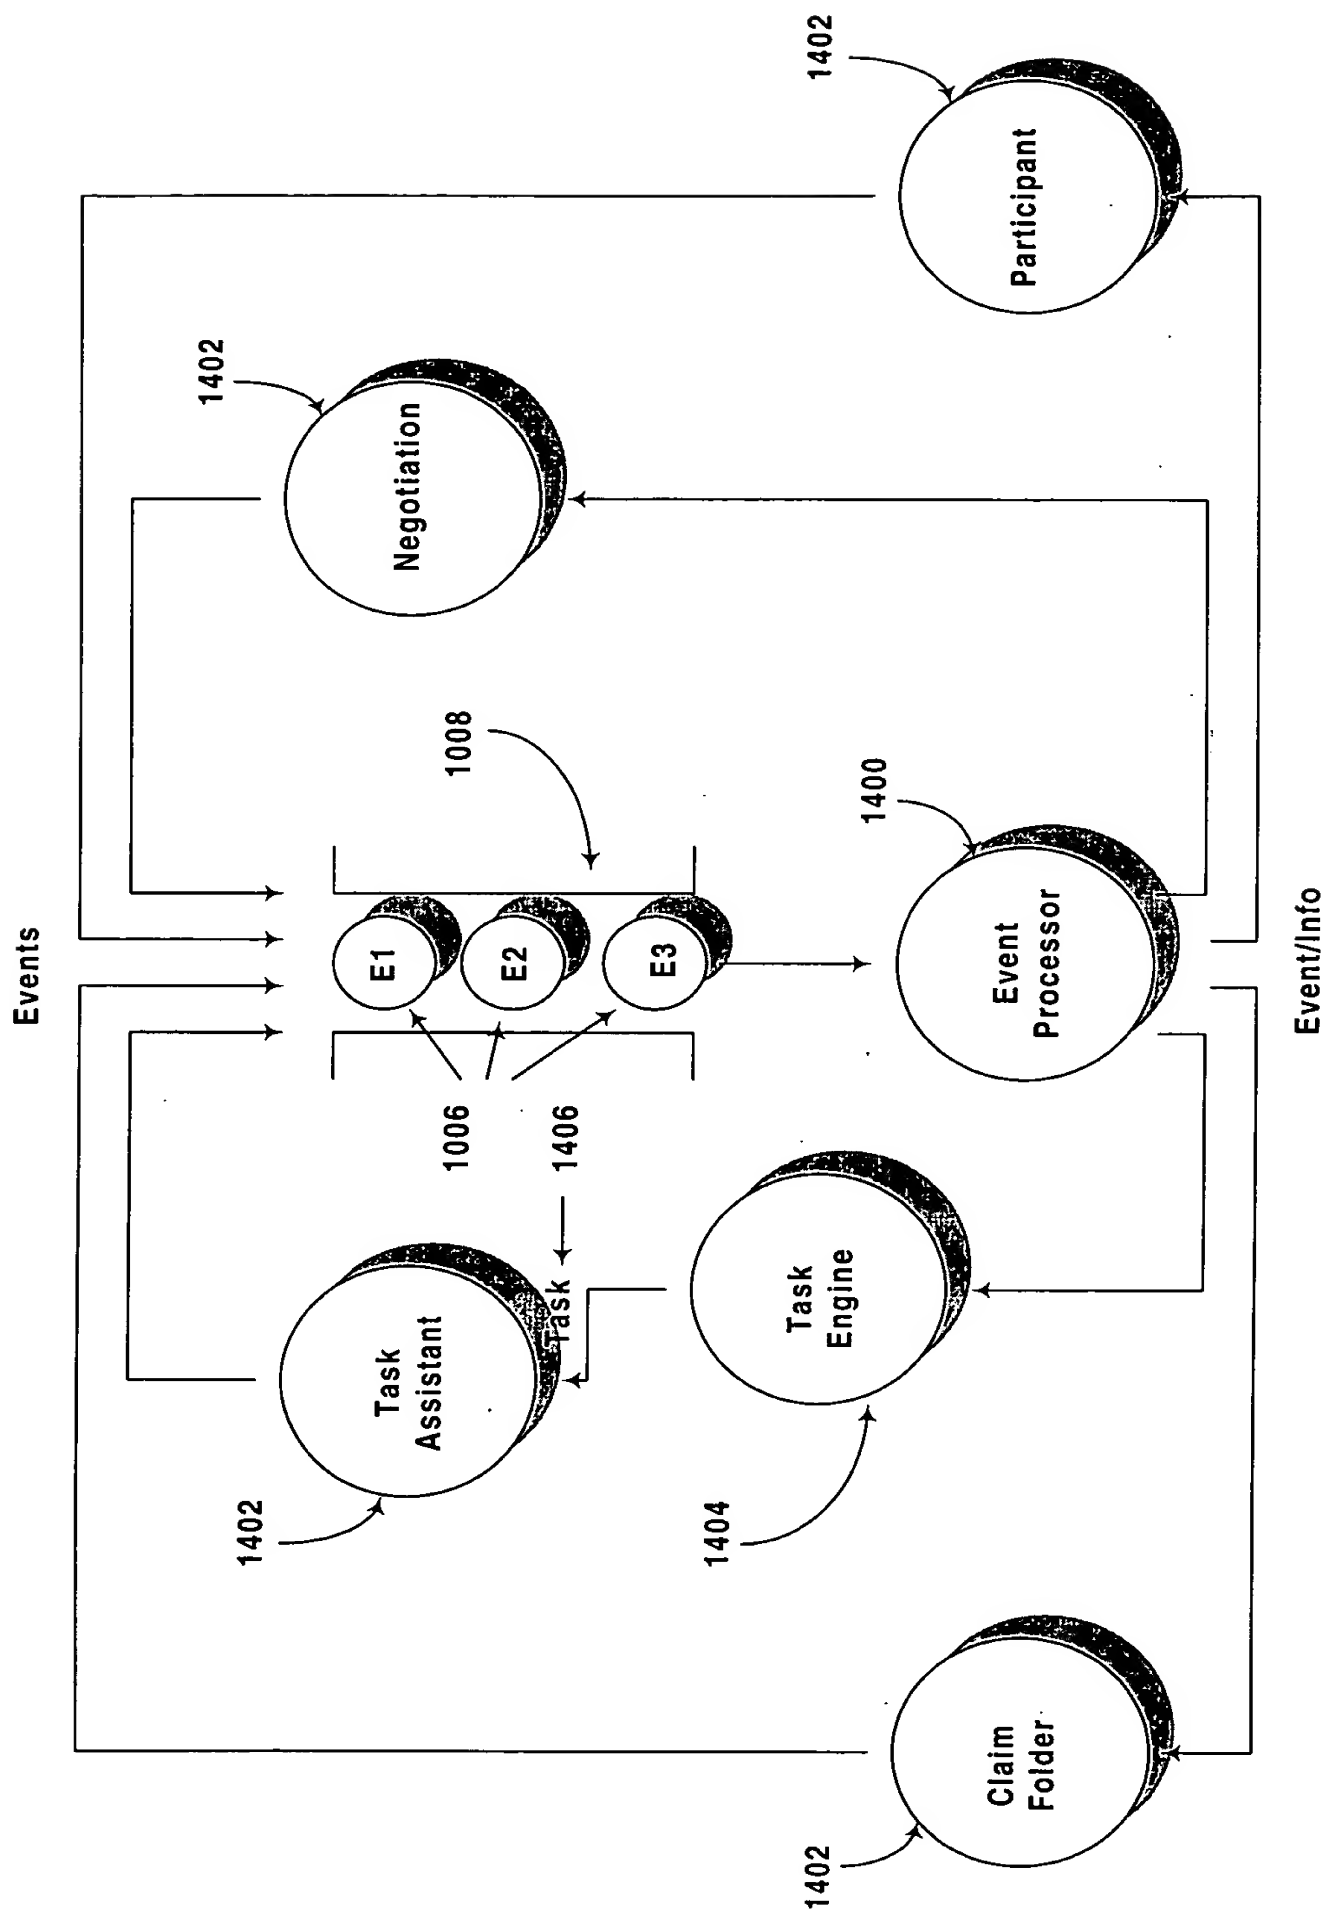 Events
1402
Task
Assistant
1406
Task
1006
E1
E2
E3
1008
1402
Negotiation
1404
Task
Engine
1402
Claim
Folder
1400
Event
Processor
1402
Participant
Event/Info